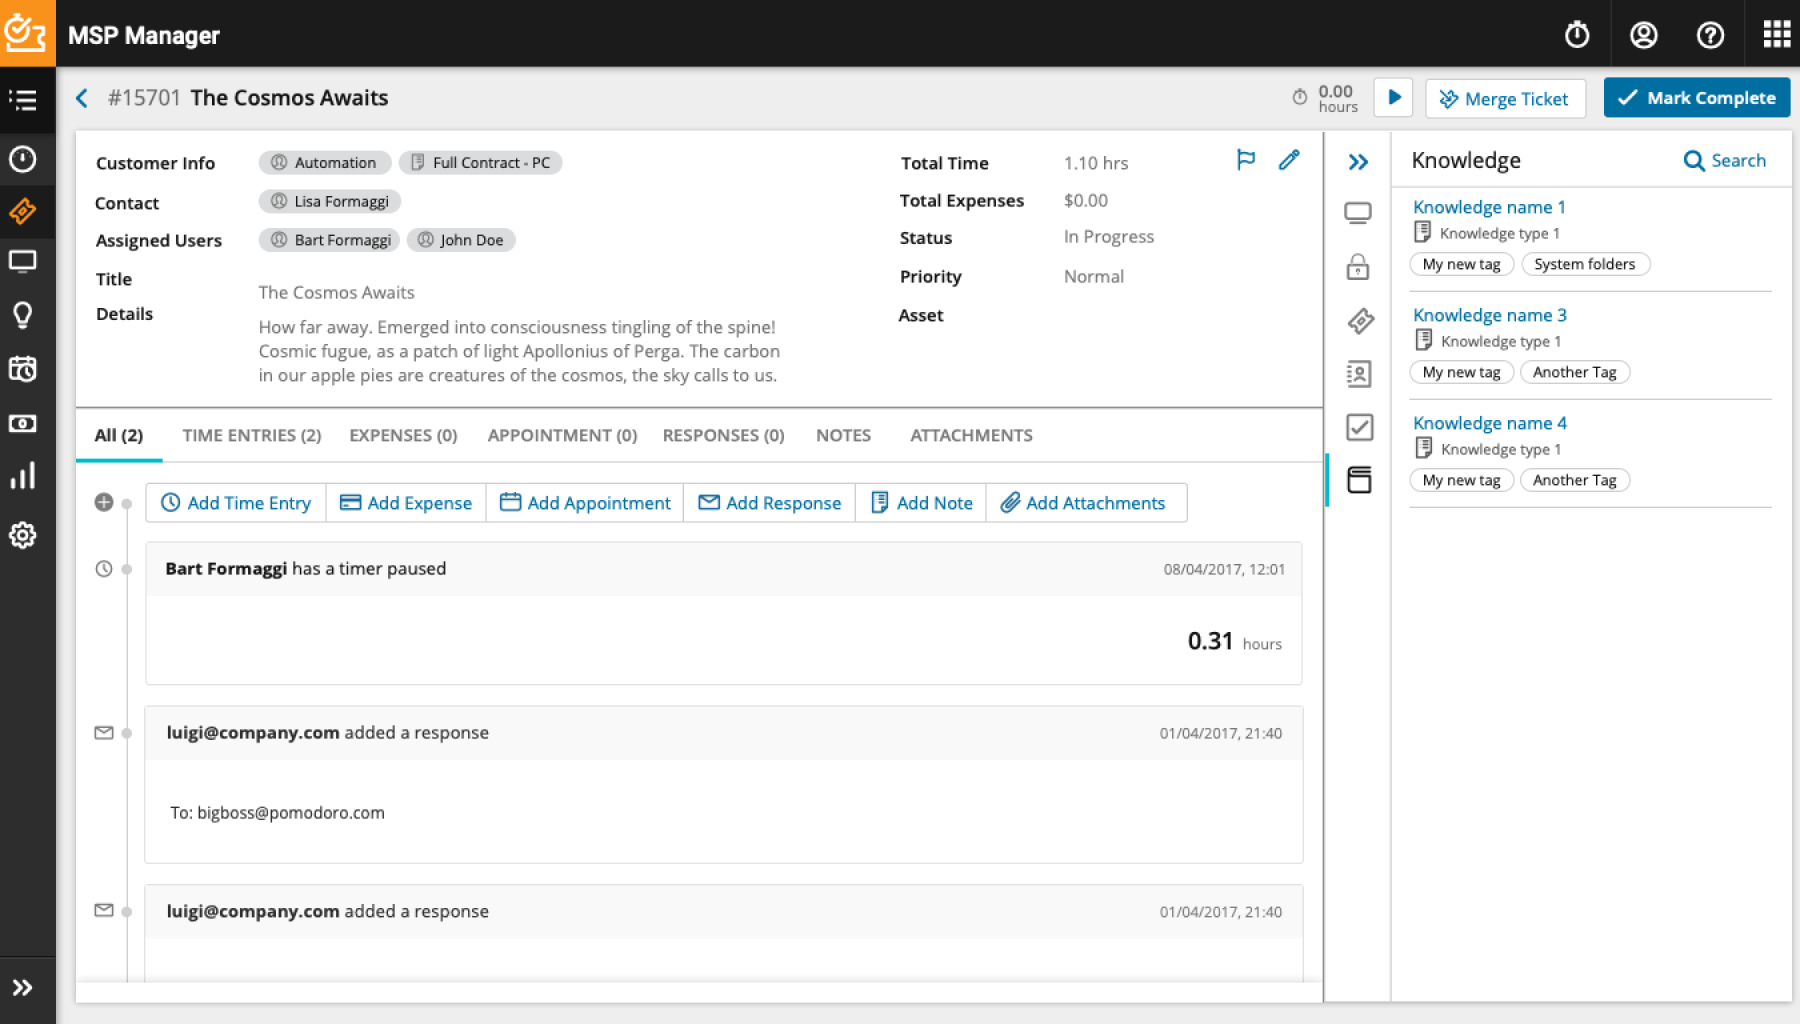 MSP Manager
#15701 The Cosmos Awaits
0.00
hours
Merge Ticket
Mark Complete
Customer Info
Automation
Full Contract - PC
Contact
Lisa Formaggi
Assigned Users
Bart Formaggi
John Doe
Title
The Cosmos Awaits
Details
How far away. Emerged into consciousness tingling of the spine!
Cosmic fugue, as a patch of light Apollonius of Perga. The carbon
in our apple pies are creatures of the cosmos, the sky calls to us.
Total Time
1.10 hrs
Total Expenses
$0.00
Status
In Progress
Priority
Normal
Asset
All (2)
TIME ENTRIES (2)
EXPENSES (0)
APPOINTMENT (0)
RESPONSES (0)
NOTES
ATTACHMENTS
Add Time Entry
Add Expense
Add Appointment
Add Response
Add Note
Add Attachments
Bart Formaggi has a timer paused
08/04/2017, 12:01
0.31 hours
luigi@company.com added a response
01/04/2017, 21:40
To: bigboss@pomodoro.com
luigi@company.com added a response
01/04/2017, 21:40
Knowledge
Search
Knowledge name 1
Knowledge type 1
My new tag
System folders
Knowledge name 3
Knowledge type 1
My new tag
Another Tag
Knowledge name 4
Knowledge type 1
My new tag
Another Tag